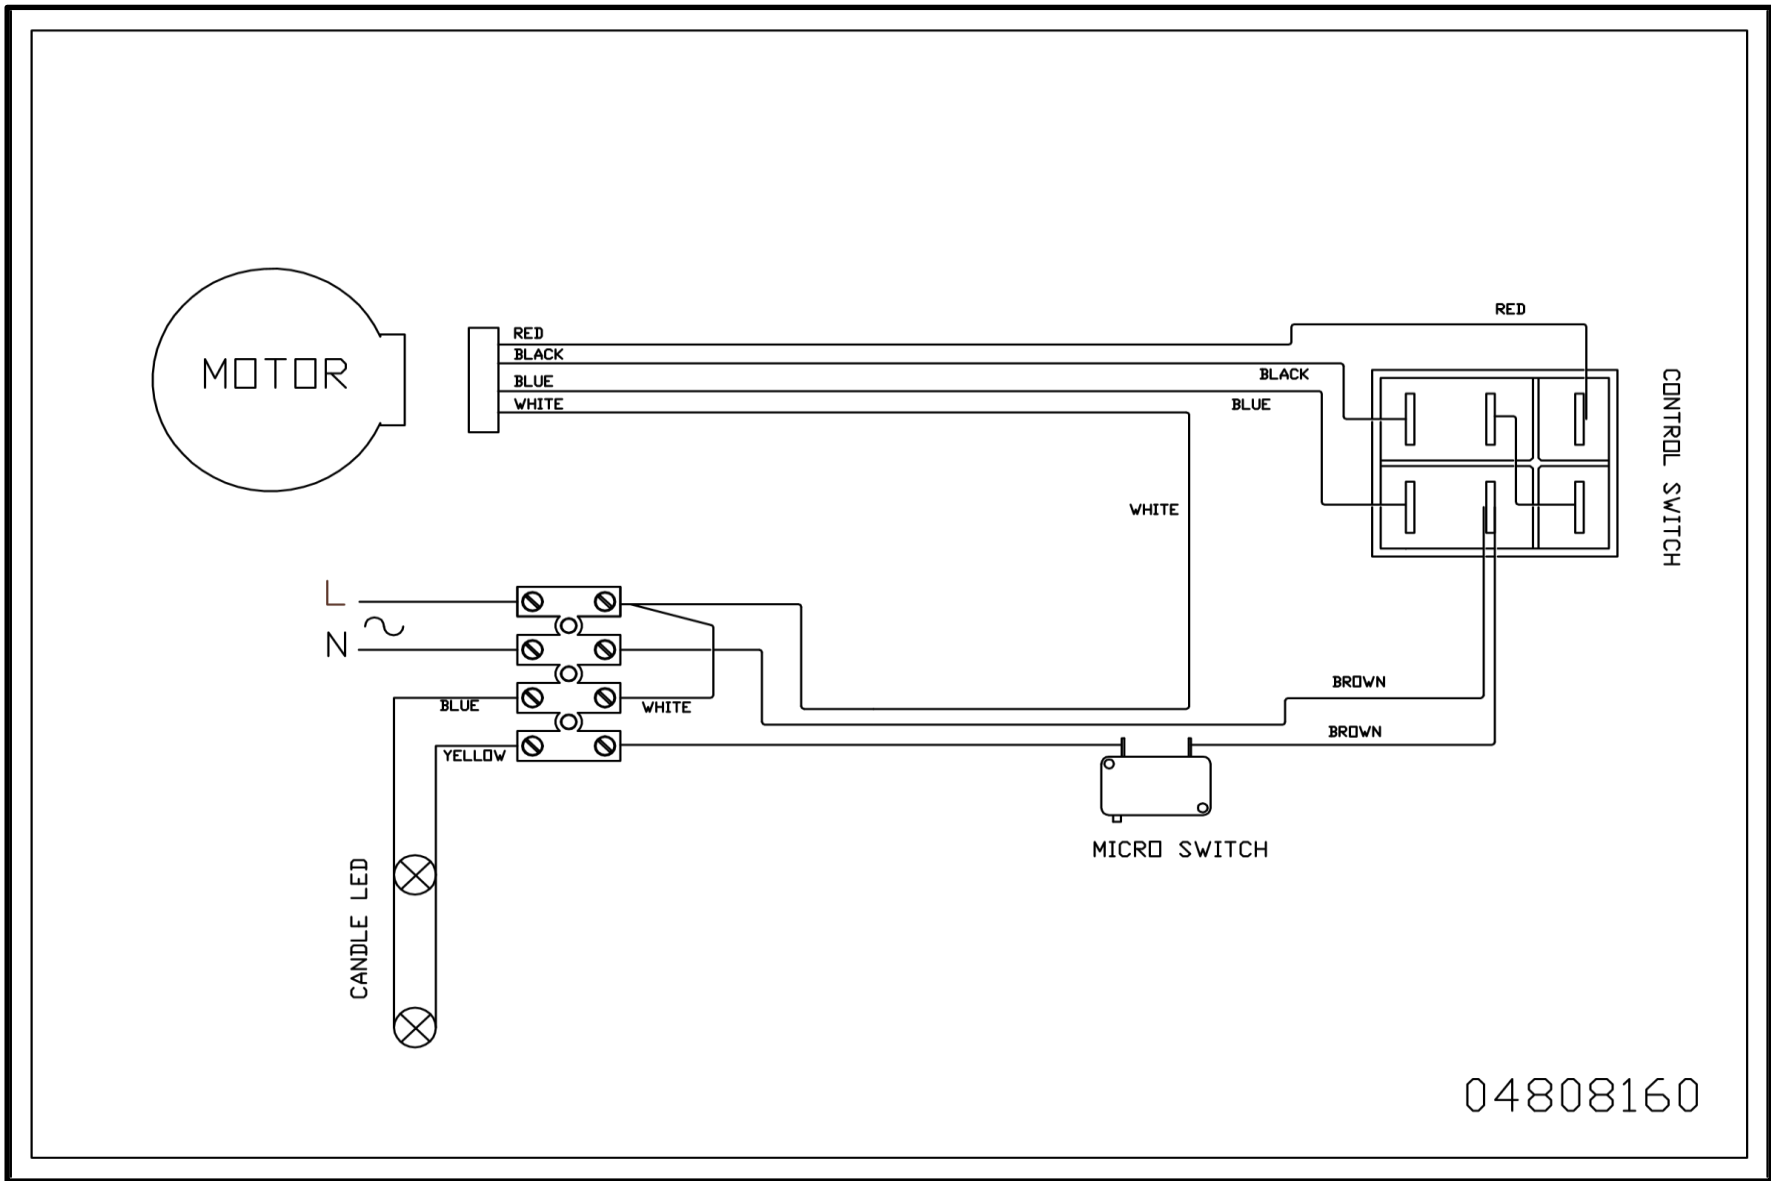 RED
RED
BLACK
BLACK
BLUE
WHITE
BLUE
MOTOR
CONTROL SWITCH
WHITE
L
N
BROWN
BLUE
WHITE
BROWN
YELLOW
MICRO SWITCH
CANDLE LED
04808160